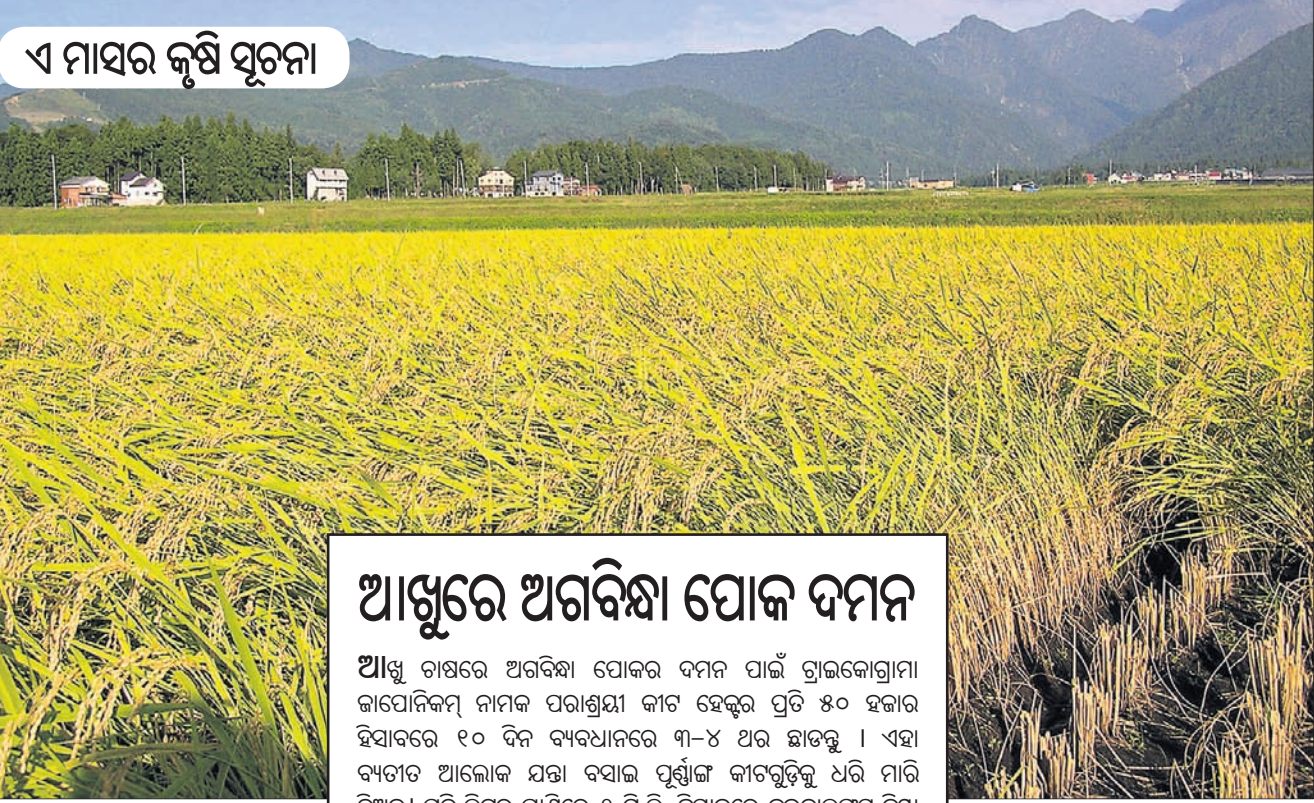 ଏ ମାସର କୃଷି ସୂଚନା
ଆଖୁରେ ଅଗବିନ୍ଧା ପୋକ ଦମନ
ଆଖୁ ଚାଷରେ ଅଗବିନ୍ଧା ପୋକର ଦମନ ପାଇଁ ଟ୍ରାଇକୋଗ୍ରାମା
ଜାପୋନିକମ୍ ନାମକ ପରାଶ୍ରୟୀ କୀଟ ହେକ୍ଟର ପ୍ରତି ୫୦ ହଜାର
ହିସାବରେ ୧୦ ଦିନ ବ୍ୟବଧାନରେ ୩-୪ ଥର ଛାଡନ୍ତୁ । ଏହା
ବ୍ୟତୀତ ଆଲୋକ ଯନ୍ତା ବସାଇ ପୂର୍ଣ୍ଣାଙ୍ଗ କୀଟଗୁଡ଼ିକୁ ଧରି ମାରି